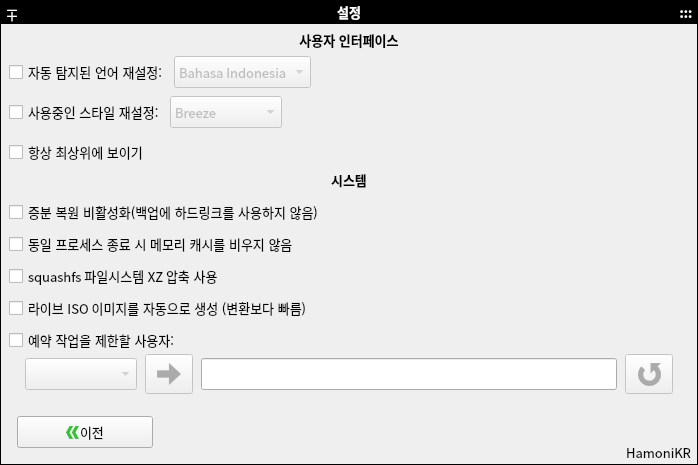 설정
사용자 인터페이스
자동 탐지된 언어 재설정: Bahasa Indonesia
사용중인 스타일 재설정: Breeze
항상 최상위에 보이기
시스템
증분 복원 비활성화(백업에 하드링크를 사용하지 않음)
동일 프로세스 종료 시 메모리 캐시를 비우지 않음
squashfs 파일시스템 XZ 압축 사용
라이브 ISO 이미지를 자동으로 생성 (변환보다 빠름)
예약 작업을 제한할 사용자:
이전
HamoniKR